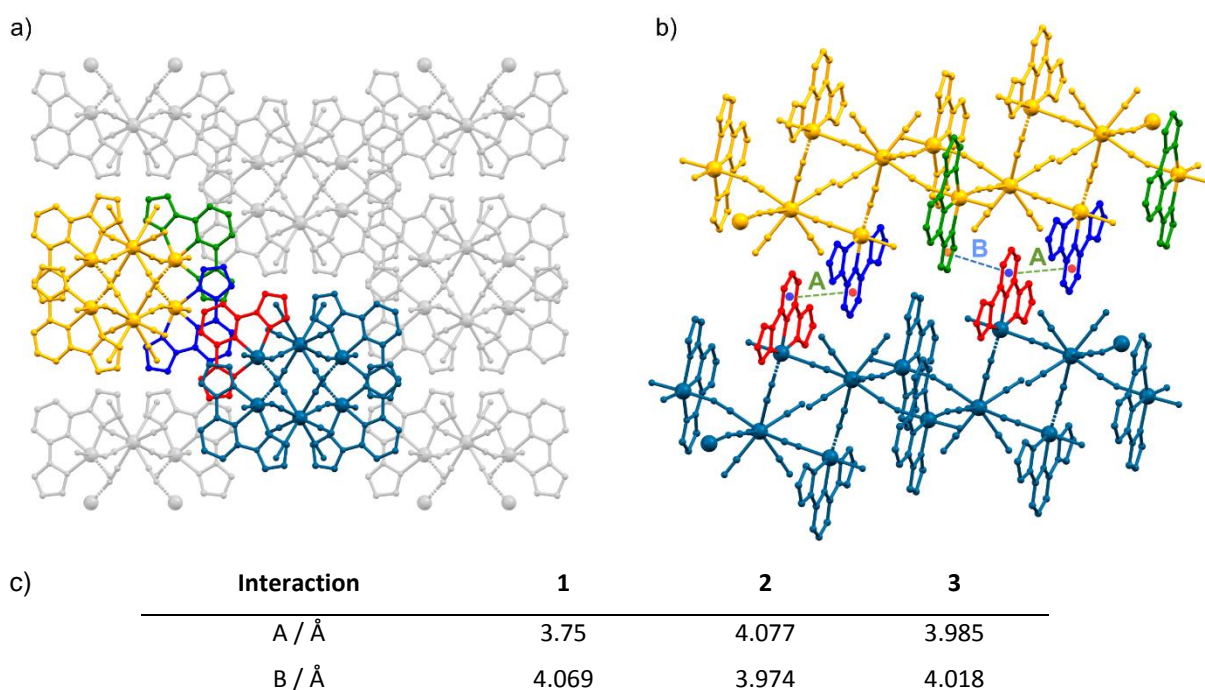 a)
b)
B
A
A
c) Interaction 1 2 3
A / Å 3.75 4.077 3.985
B / Å 4.069 3.974 4.018